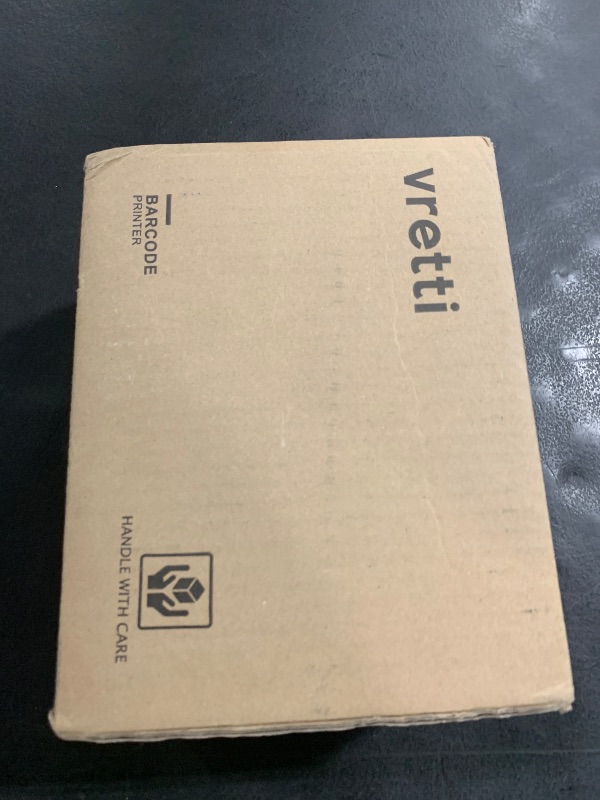 vretti
BARCODE
PRINTER
HANDLE WITH CARE